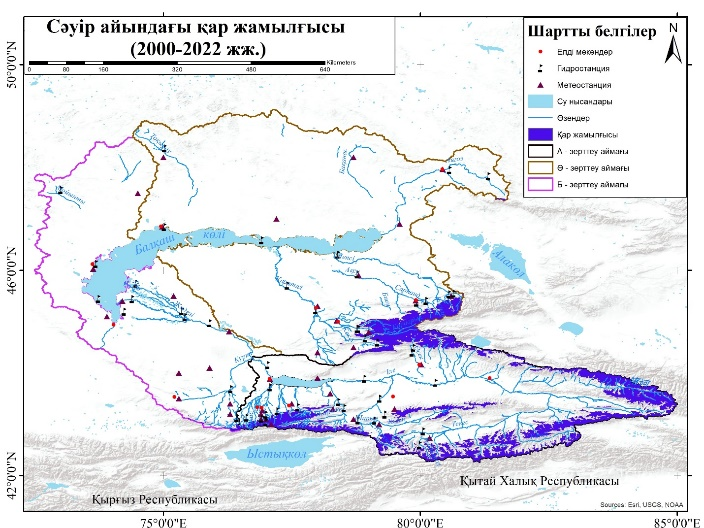 Сәуір айындағы қар жамылғысы
(2000-2022 жж.)
Kilometers
0 80 160 320 480 640
Шартты белгілер
N
Елді мекендер
Гидростанция
Метеостанция
Су нысандары
Өзендер
Қар жамылғысы
А - зерттеу аймағы
Ә - зерттеу аймағы
Б - зерттеу аймағы
50°0'0"N
46°0'0"N
42°0'0"N
Балқаш көлі
Алакөл
Ыстықкөл
Қырғыз Республикасы
Қытай Халық Республикасы
Sources: Esri, USGS, NOAA
75°0'0"E
80°0'0"E
85°0'0"E